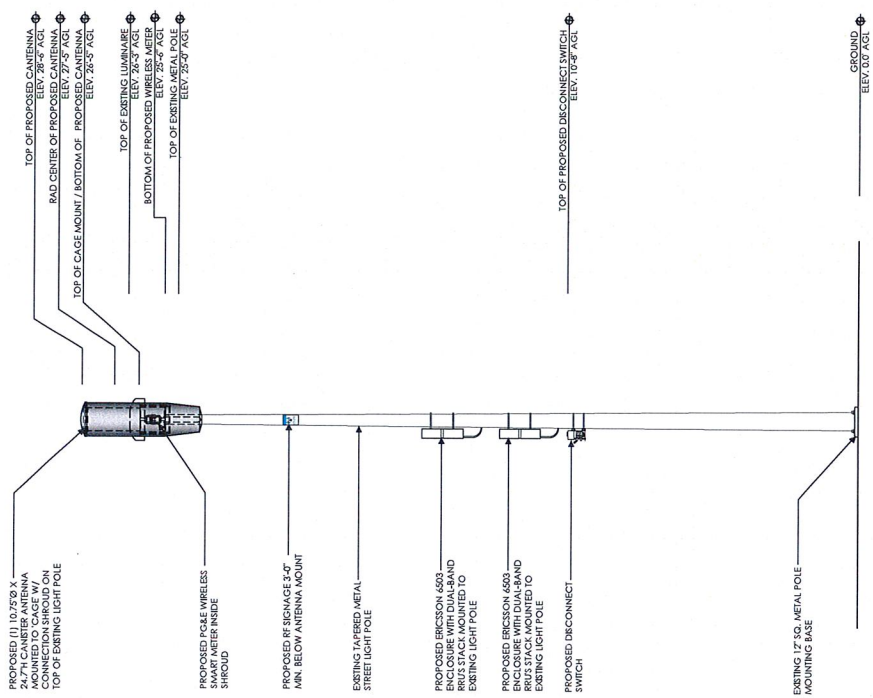 TOP OF PROPOSED CANTENNA
ELEV. 28'-6" AGL
RAD CENTER OF PROPOSED CANTENNA
ELEV. 27'-5" AGL
TOP OF CAGE MOUNT / BOTTOM OF PROPOSED CANTENNA
ELEV. 26'-5" AGL
TOP OF EXISTING LUMINAIRE
ELEV. 26'-3" AGL
BOTTOM OF PROPOSED WIRELESS METER
ELEV. 25'-6" AGL
TOP OF EXISTING METAL POLE
ELEV. 25'-0" AGL
TOP OF PROPOSED DISCONNECT SWITCH
ELEV. 10'-8" AGL
GROUND
ELEV. 0.0' AGL
PROPOSED (1) 10.75"Ø X
24.7"H CANISTER ANTENNA
MOUNTED TO 'CAGE' W/
CONNECTION SHROUD ON
TOP OF EXISTING LIGHT POLE
PROPOSED PG&E WIRELESS
SMART METER INSIDE
SHROUD
PROPOSED RF SIGNAGE 3'-0"
MIN. BELOW ANTENNA MOUNT
EXISTING TAPERED METAL
STREET LIGHT POLE
PROPOSED ERICSSON 6503
ENCLOSURE WITH DUAL-BAND
RRU'S STACK MOUNTED TO
EXISTING LIGHT POLE
PROPOSED ERICSSON 6503
ENCLOSURE WITH DUAL-BAND
RRU'S STACK MOUNTED TO
EXISTING LIGHT POLE
PROPOSED DISCONNECT
SWITCH
EXISTING 12" SQ. METAL POLE
MOUNTING BASE